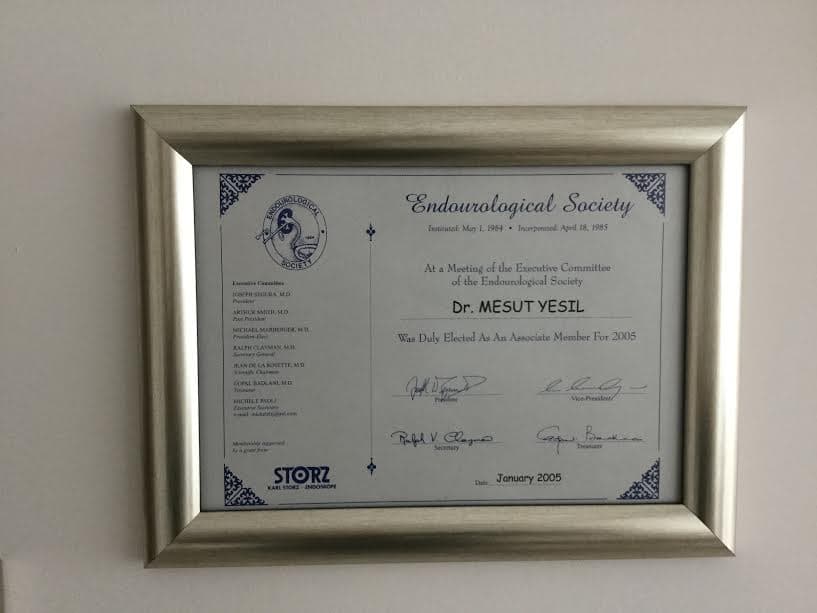 ENDOUROLOGICAL
1984
SOCIETY
Executive Committee
JOSEPH SEGURA, M.D.
President
ARTHUR SMITH, M.D.
Past President
MICHAEL MARBERGER, M.D.
President-Elect
RALPH CLAYMAN, M.D.
Secretary General
JEAN DE LA ROSETTE, M.D.
Scientific Chairman
GOPAL BADLANI, M.D.
Treasurer
MICHELE PAOLI
Executive Secretary
e-mail:
Membership supported
by a grant from
STORZ
KARL STORZ - ENDOSKOPE
Endourological Society
Instituted: May 1, 1984 • Incorporated: April 18, 1985
At a Meeting of the Executive Committee
of the Endourological Society
Dr. MESUT YESIL
Was Duly Elected As An Associate Member For 2005
President
Vice-President
Ralph V. Clayman
Secretary
Treasurer
Date January 2005